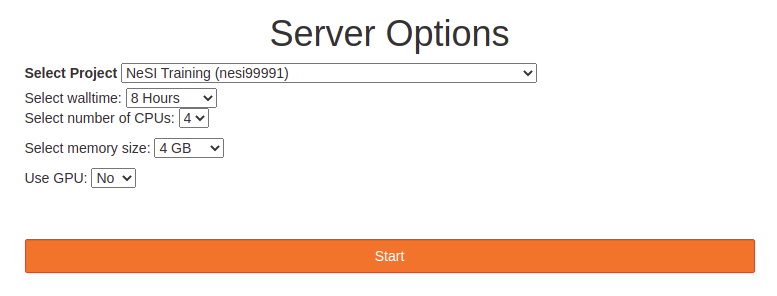 Server Options
Select Project NeSI Training (nesi99991)
Select walltime: 8 Hours
Select number of CPUs: 4
Select memory size: 4 GB
Use GPU: No
Start